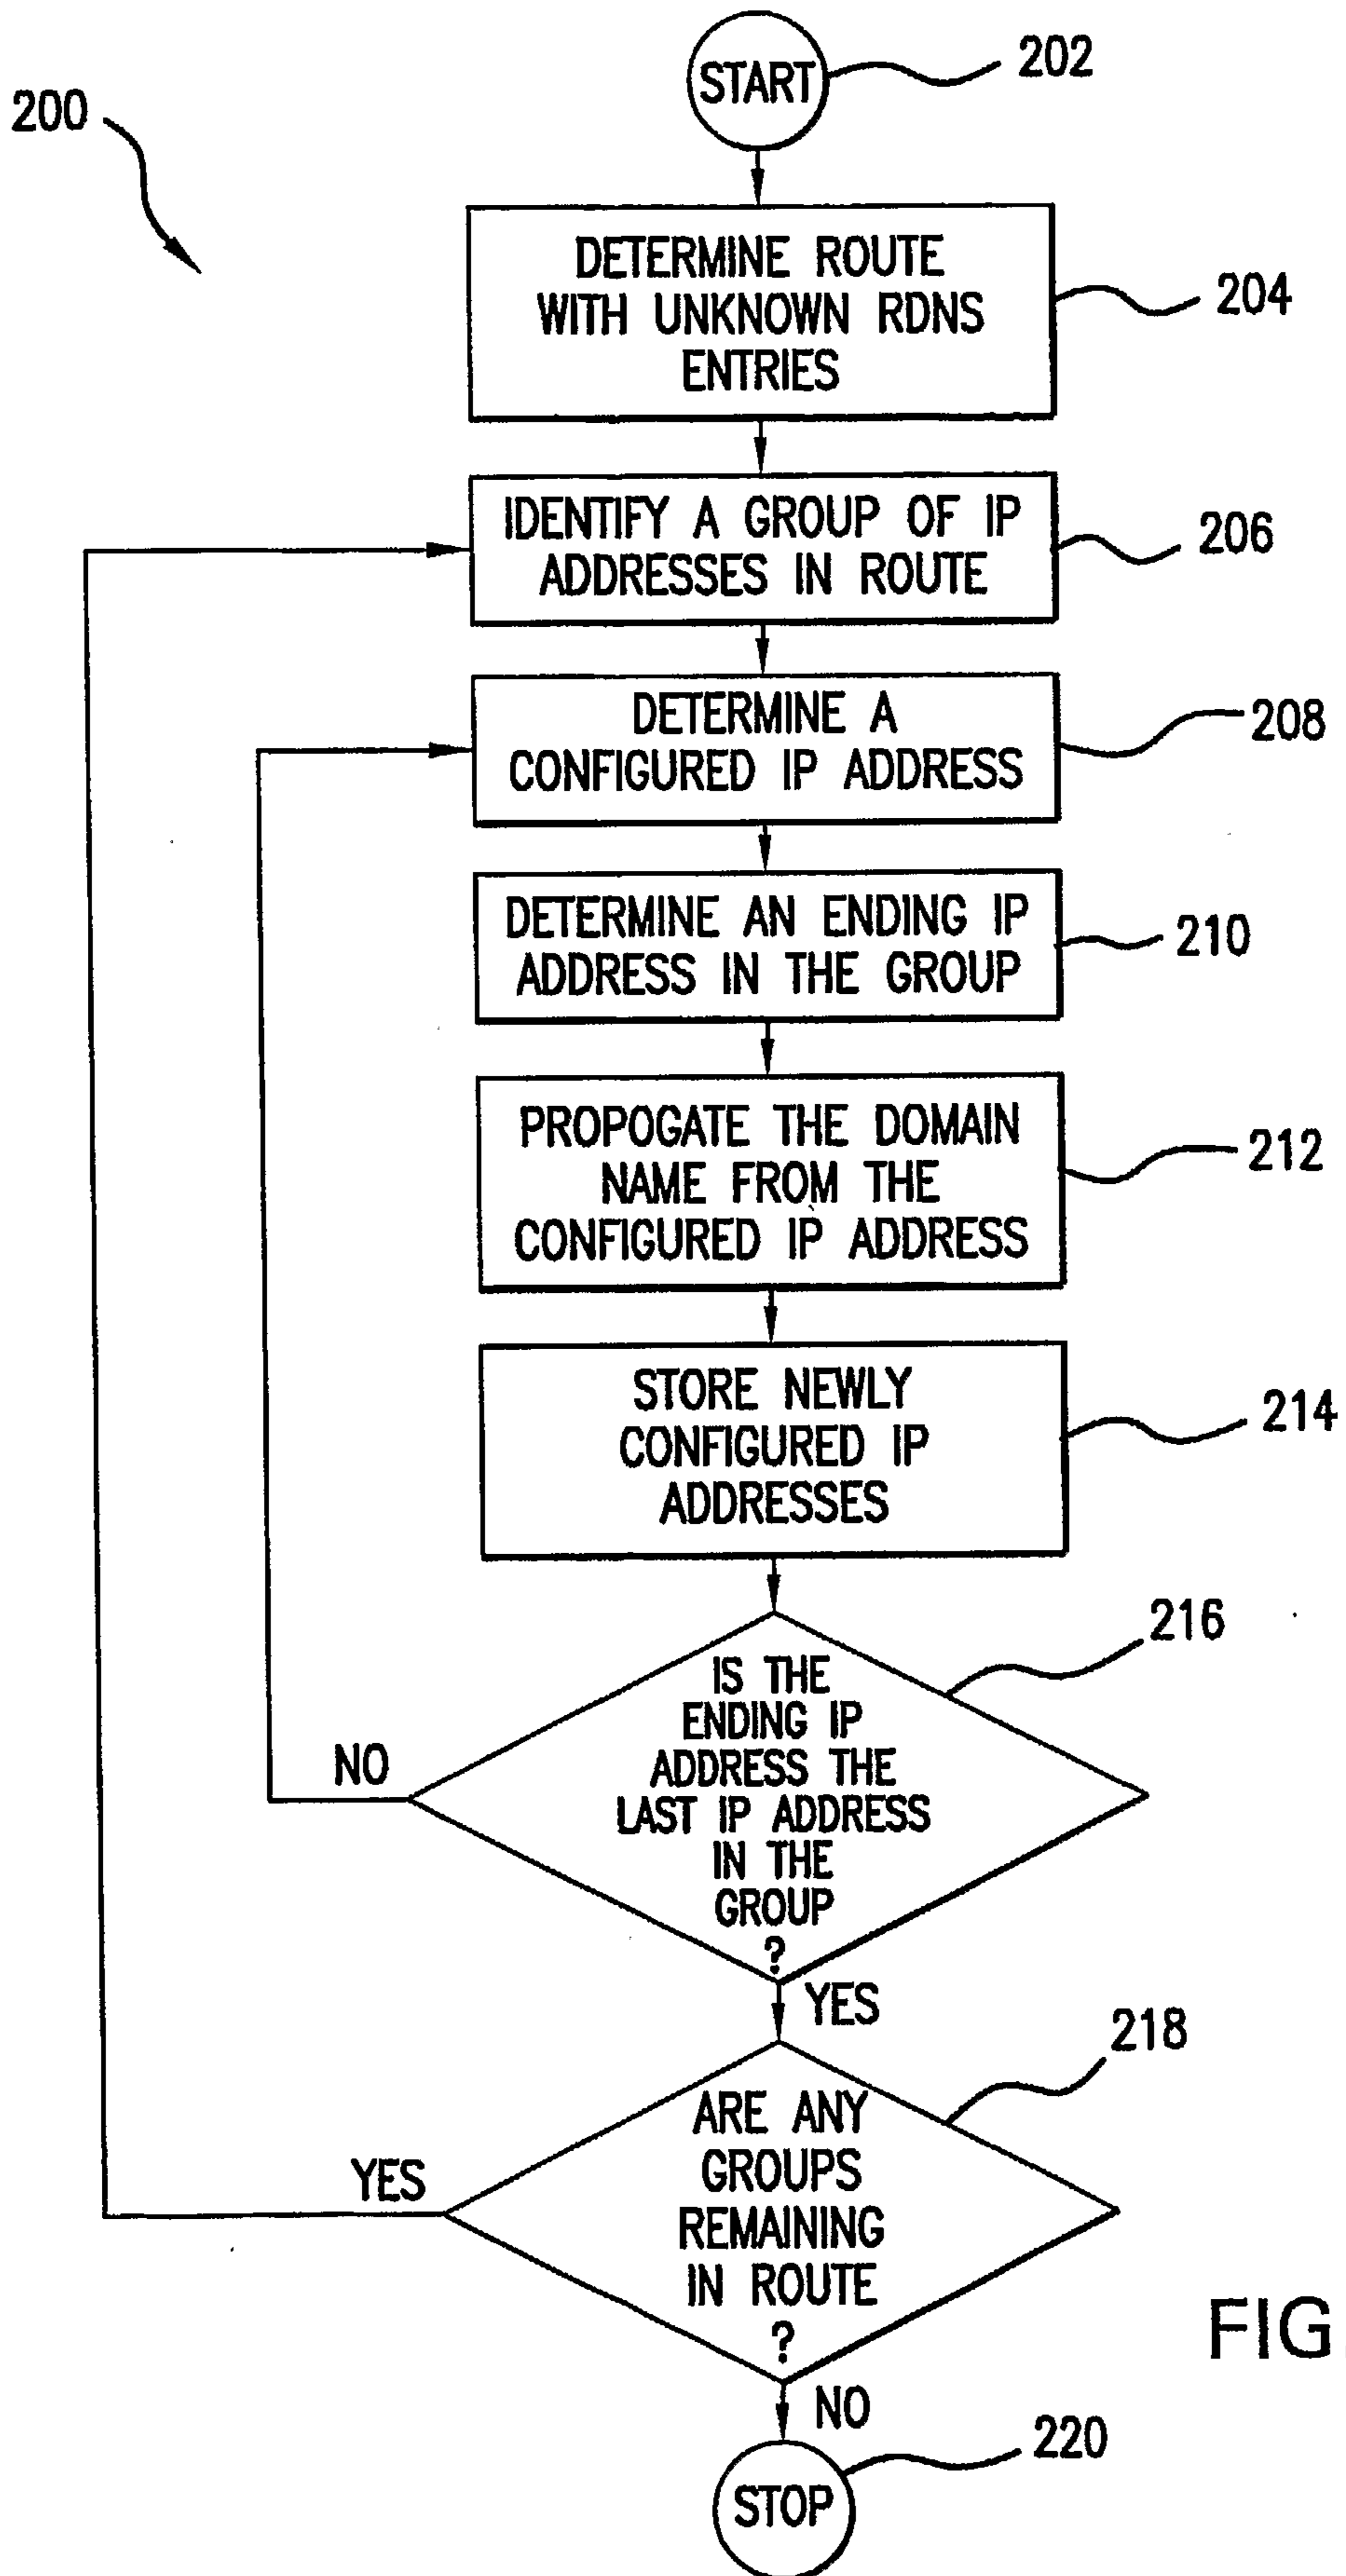 START
202
200
DETERMINE ROUTE
WITH UNKNOWN RDNS
ENTRIES
204
IDENTIFY A GROUP OF IP
ADDRESSES IN ROUTE
206
DETERMINE A
CONFIGURED IP ADDRESS
208
DETERMINE AN ENDING IP
ADDRESS IN THE GROUP
210
PROPOGATE THE DOMAIN
NAME FROM THE
CONFIGURED IP ADDRESS
212
STORE NEWLY
CONFIGURED IP
ADDRESSES
214
IS THE
ENDING IP
ADDRESS THE
LAST IP ADDRESS
IN THE
GROUP
?
216
NO
YES
ARE ANY
GROUPS
REMAINING
IN ROUTE
?
218
YES
NO
FIG.
STOP
220